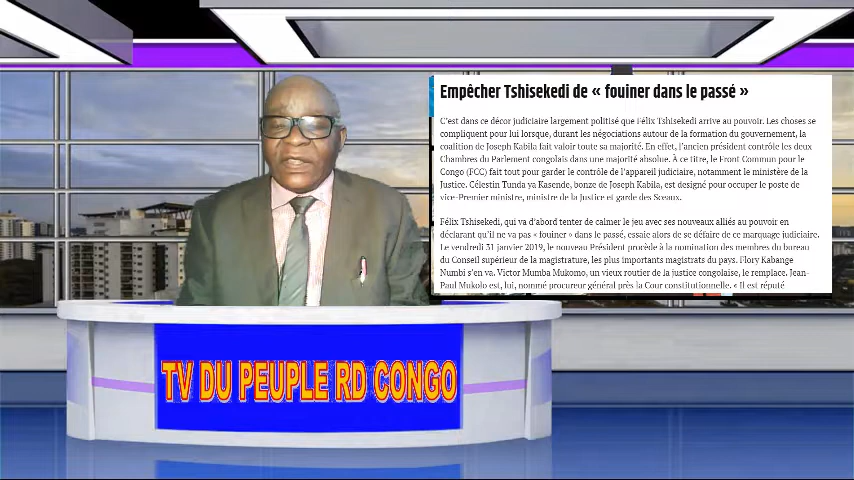 Empêcher Tshisekedi de « fouiner dans le passé »
C'est dans ce décor judiciaire largement politisé que Félix Tshisekedi arrive au pouvoir. Les choses se
compliquent pour lui lorsque, durant les négociations autour de la formation du gouvernement, la
coalition de Joseph Kabila fait valoir toute sa majorité. En effet, l'ancien président contrôle les deux
Chambres du Parlement congolais dans une majorité absolue. À ce titre, le Front Commun pour le
Congo (FCC) fait tout pour garder le contrôle de l'appareil judiciaire, notamment le ministère de la
Justice. Célestin Tunda ya Kasende, bonze de Joseph Kabila, est designé pour occuper le poste de
vice-Premier ministre, ministre de la Justice et garde des Sceaux.
Félix Tshisekedi, qui va d'abord tenter de calmer le jeu avec ses nouveaux alliés au pouvoir en
déclarant qu'il ne va pas « fouiner » dans le passé, essaie alors de se défaire de ce marquage judiciaire.
Le vendredi 31 janvier 2019, le nouveau Président procède à la nomination des membres du bureau
du Conseil supérieur de la magistrature, les plus importants magistrats du pays. Flory Kabange
Numbi s'en va. Victor Mumba Mukomo, un vieux routier de la justice congolaise, le remplace. Jean-
Paul Mukolo est, lui, nommé procureur général près la Cour constitutionnelle. « Il est réputé
TV DU PEUPLE RD CONGO